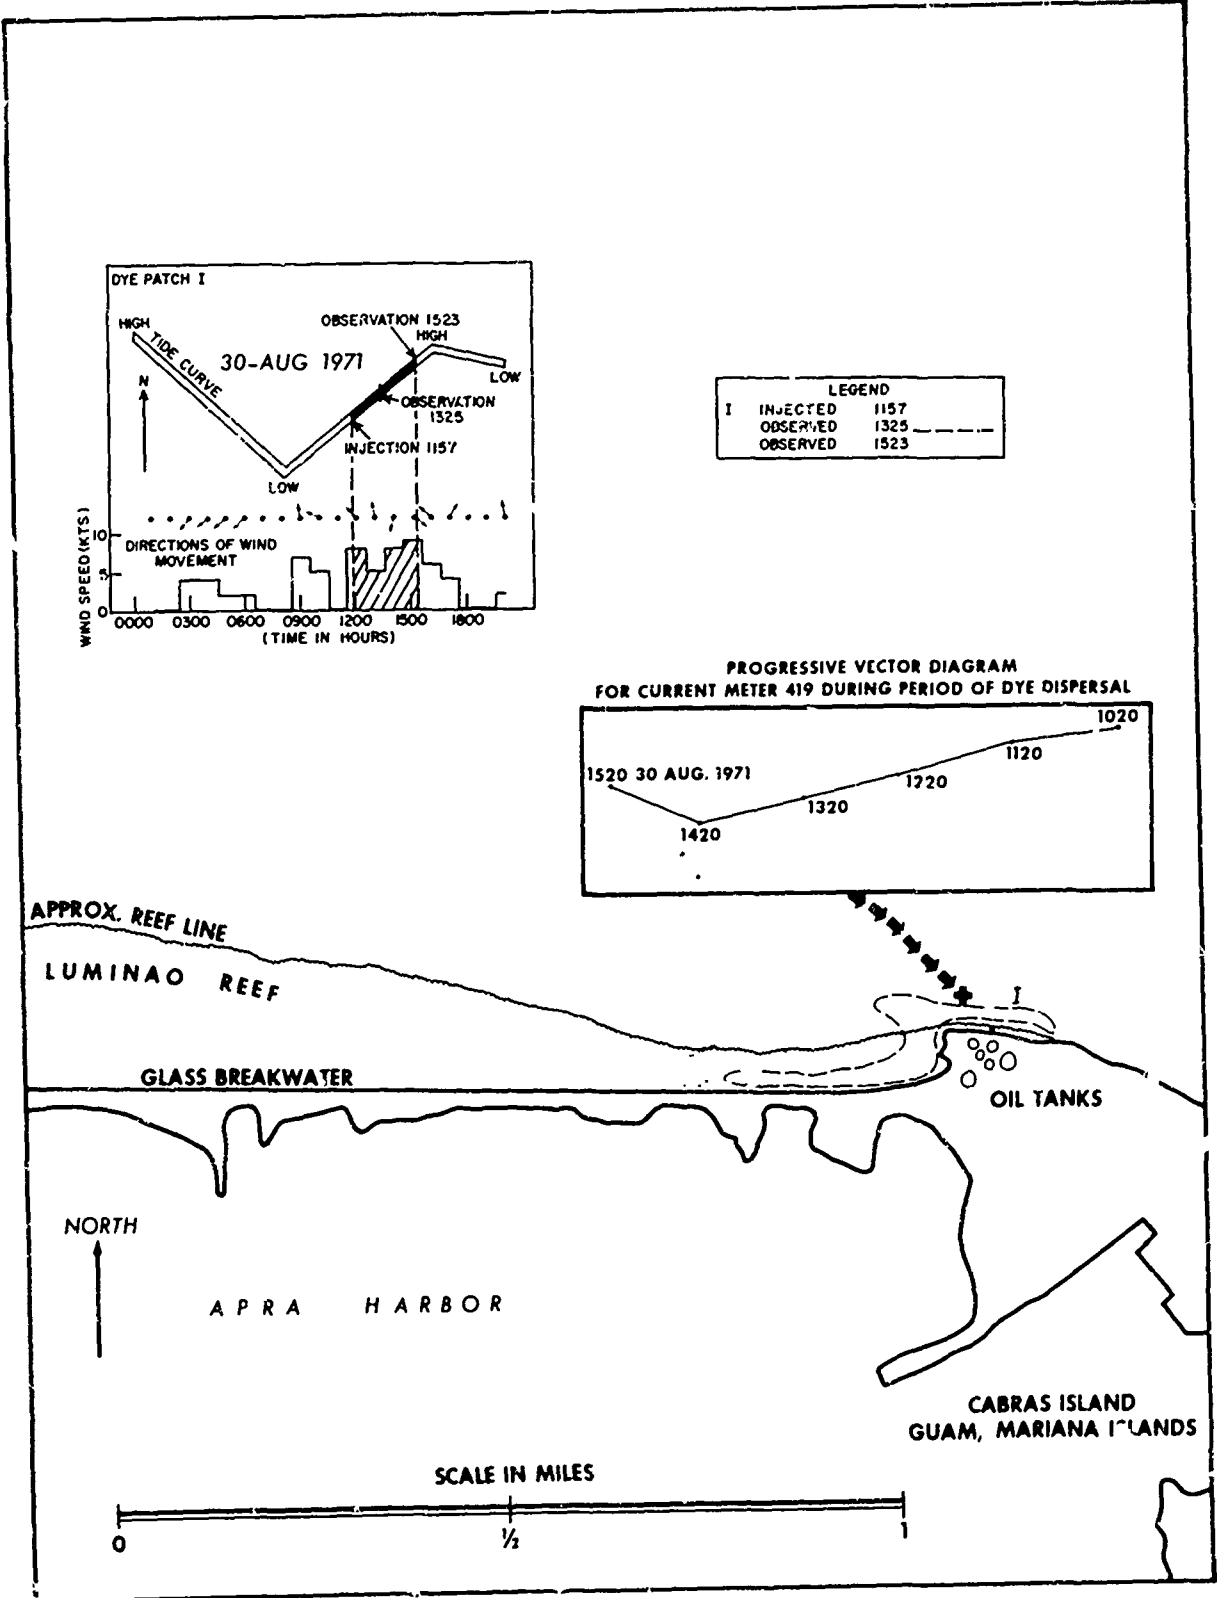 DYE PATCH I
OBSERVATION 1523
HIGH
HIGH
TIDE CURVE
30-AUG 1971
N
LOW
OBSERVATION
1325
INJECTION 1157
LOW
DIRECTIONS OF WIND
MOVEMENT
WIND SPEED (KTS)
10
5
0
0000 0300 0600 0900 1200 1500 1800
(TIME IN HOURS)
LEGEND
I INJECTED 1157
OBSERVED 1325
OBSERVED 1523
PROGRESSIVE VECTOR DIAGRAM
FOR CURRENT METER 419 DURING PERIOD OF DYE DISPERSAL
1020
1120
1220
1320
1420
1520 30 AUG. 1971
APPROX. REEF LINE
LUMINAO REEF
I
GLASS BREAKWATER
OIL TANKS
NORTH
APRA HARBOR
CABRAS ISLAND
GUAM, MARIANA ISLANDS
SCALE IN MILES
0 ½ 1